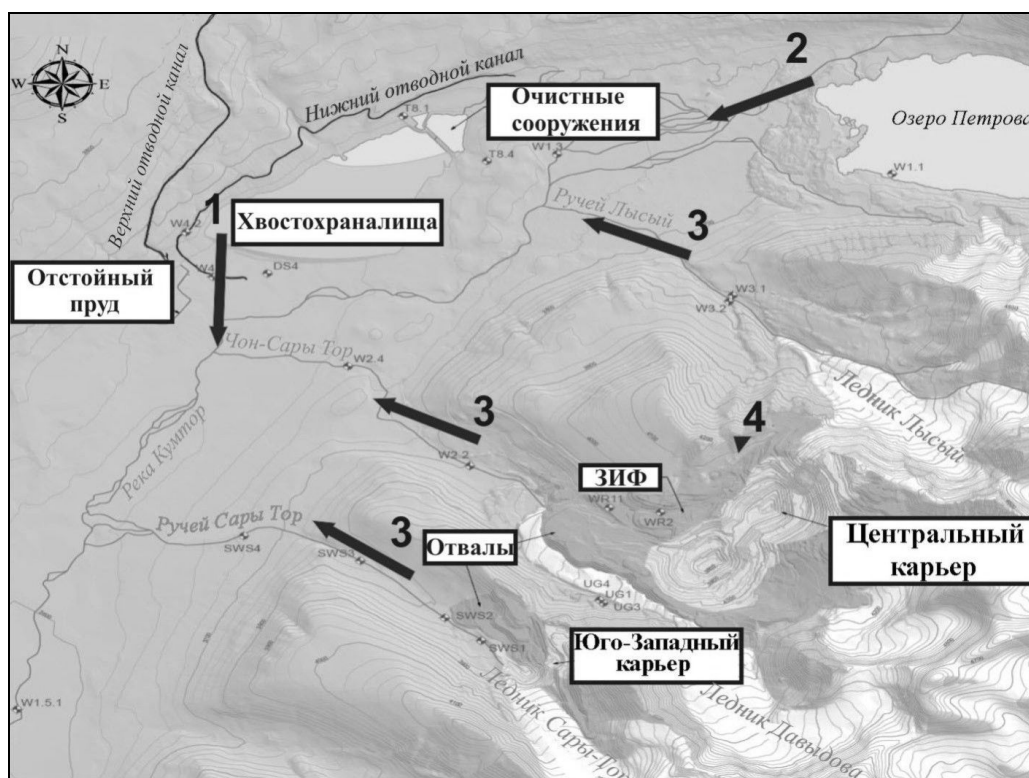 N
W E
S
Верхний отводной канал
Нижний отводной канал
T8.1
Очистные
сооружения
2
Озеро Петрова
W1.1
T8.4
W1.3
1
W4.2
Хвостохраналища
Ручей Лысый
3
Отстойный
пруд
W4
DS4
W3.1
W3.2
Чон-Сары Тор
W2.4
Ледник Лысый
3
4
Река Кумтор
W2.2
ЗИФ
WR11
WR2
Ручей Сары Тор
3
Отвалы
Центральный
карьер
SWS4
SWS3
UG4
UG1
UG3
SWS2
SWS1
Юго-Западный
карьер
Ледник Сары-Тор
Ледник Давыдова
W1.5.1